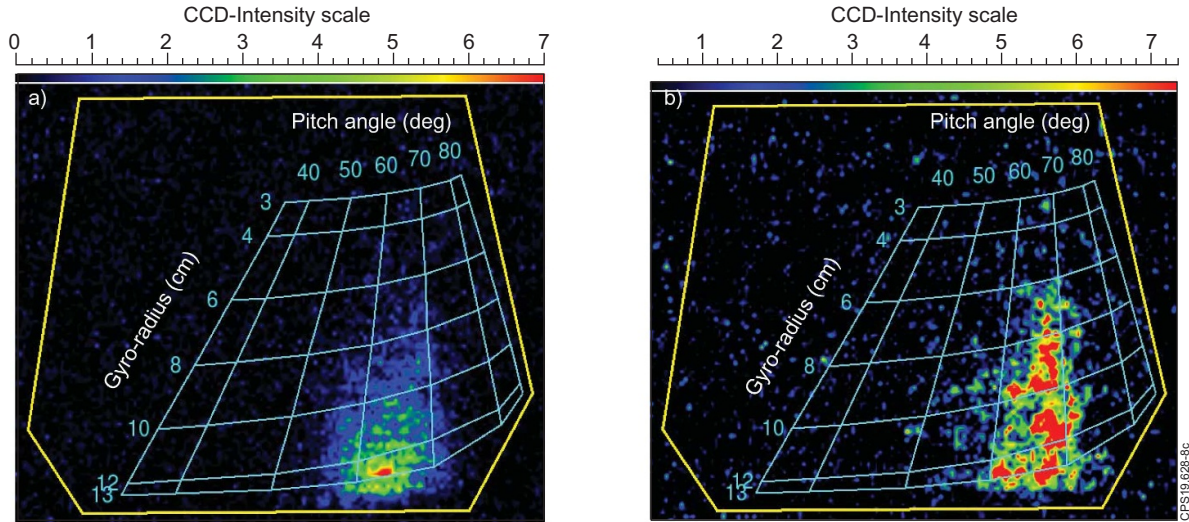 CCD-Intensity scale
0 1 2 3 4 5 6 7
a)
Pitch angle (deg)
40 50 60 70 80
3
4
6
8
10
12
13
Gyro-radius (cm)
CCD-Intensity scale
1 2 3 4 5 6 7
b)
Pitch angle (deg)
40 50 60 70 80
3
4
6
8
10
12
13
Gyro-radius (cm)
CPS19.628-8c